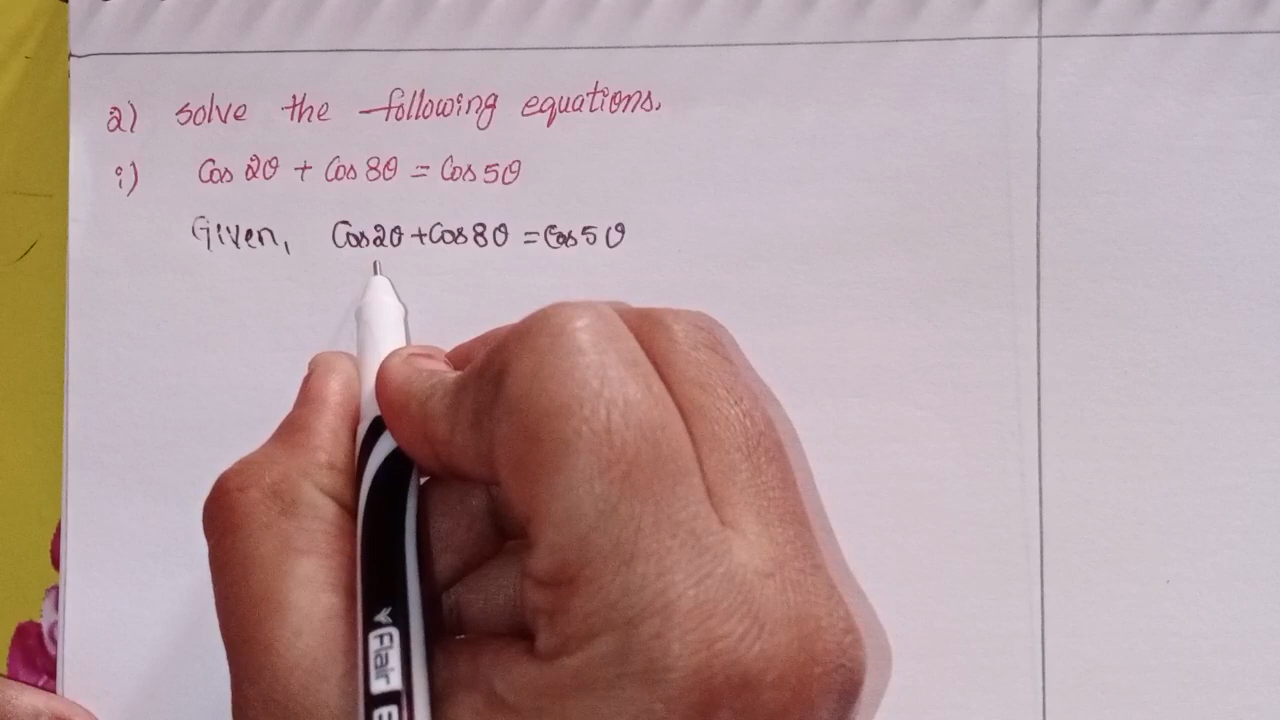 2) solve the following equations.
i) Cos 2θ + Cos 8θ = Cos 5θ
Given, Cos2θ+Cos8θ =Cos5θ
Flair